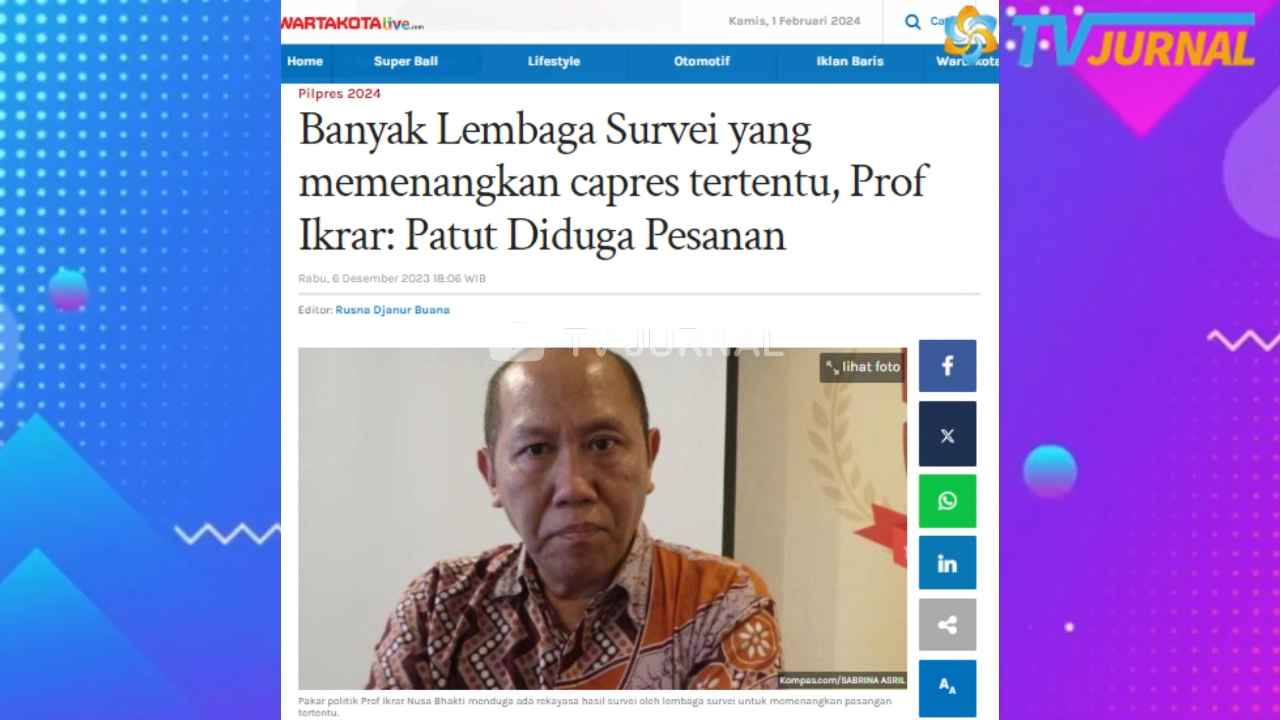 WARTAKOTAlive.com
Kamis, 1 Februari 2024
TV JURNAL
Home
Super Ball
Lifestyle
Otomotif
Iklan Baris
Pilpres 2024
Banyak Lembaga Survei yang
memenangkan capres tertentu, Prof
Ikrar: Patut Diduga Pesanan
Rabu, 6 Desember 2023 18:06 WIB
Editor: Rusna Djanur Buana
TV JURNAL
lihat foto
Kompas.com/SABRINA ASRIL
Pakar politik Prof Ikrar Nusa Bhakti menduga ada rekayasa hasil survei oleh lembaga survei untuk memenangkan pasangan
tertentu.